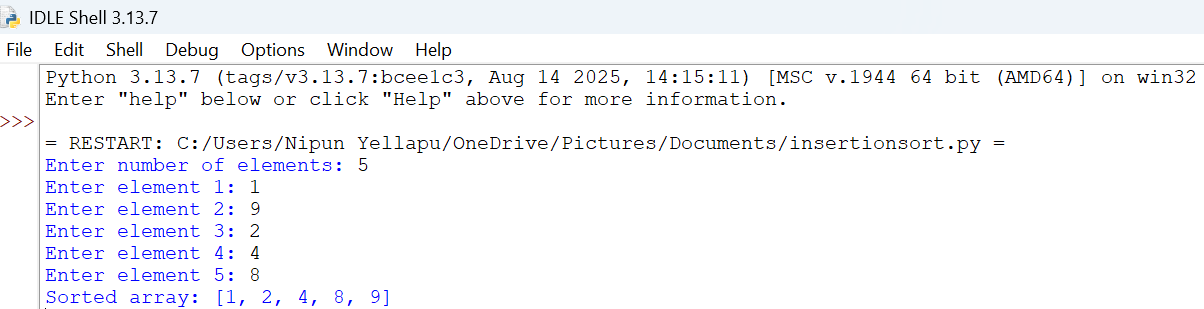 IDLE Shell 3.13.7
File Edit Shell Debug Options Window Help
Python 3.13.7 (tags/v3.13.7:bcee1c3, Aug 14 2025, 14:15:11) [MSC v.1944 64 bit (AMD64)] on win32
Enter "help" below or click "Help" above for more information.
>>>
= RESTART: C:/Users/Nipun Yellapu/OneDrive/Pictures/Documents/insertionsort.py =
Enter number of elements: 5
Enter element 1: 1
Enter element 2: 9
Enter element 3: 2
Enter element 4: 4
Enter element 5: 8
Sorted array: [1, 2, 4, 8, 9]